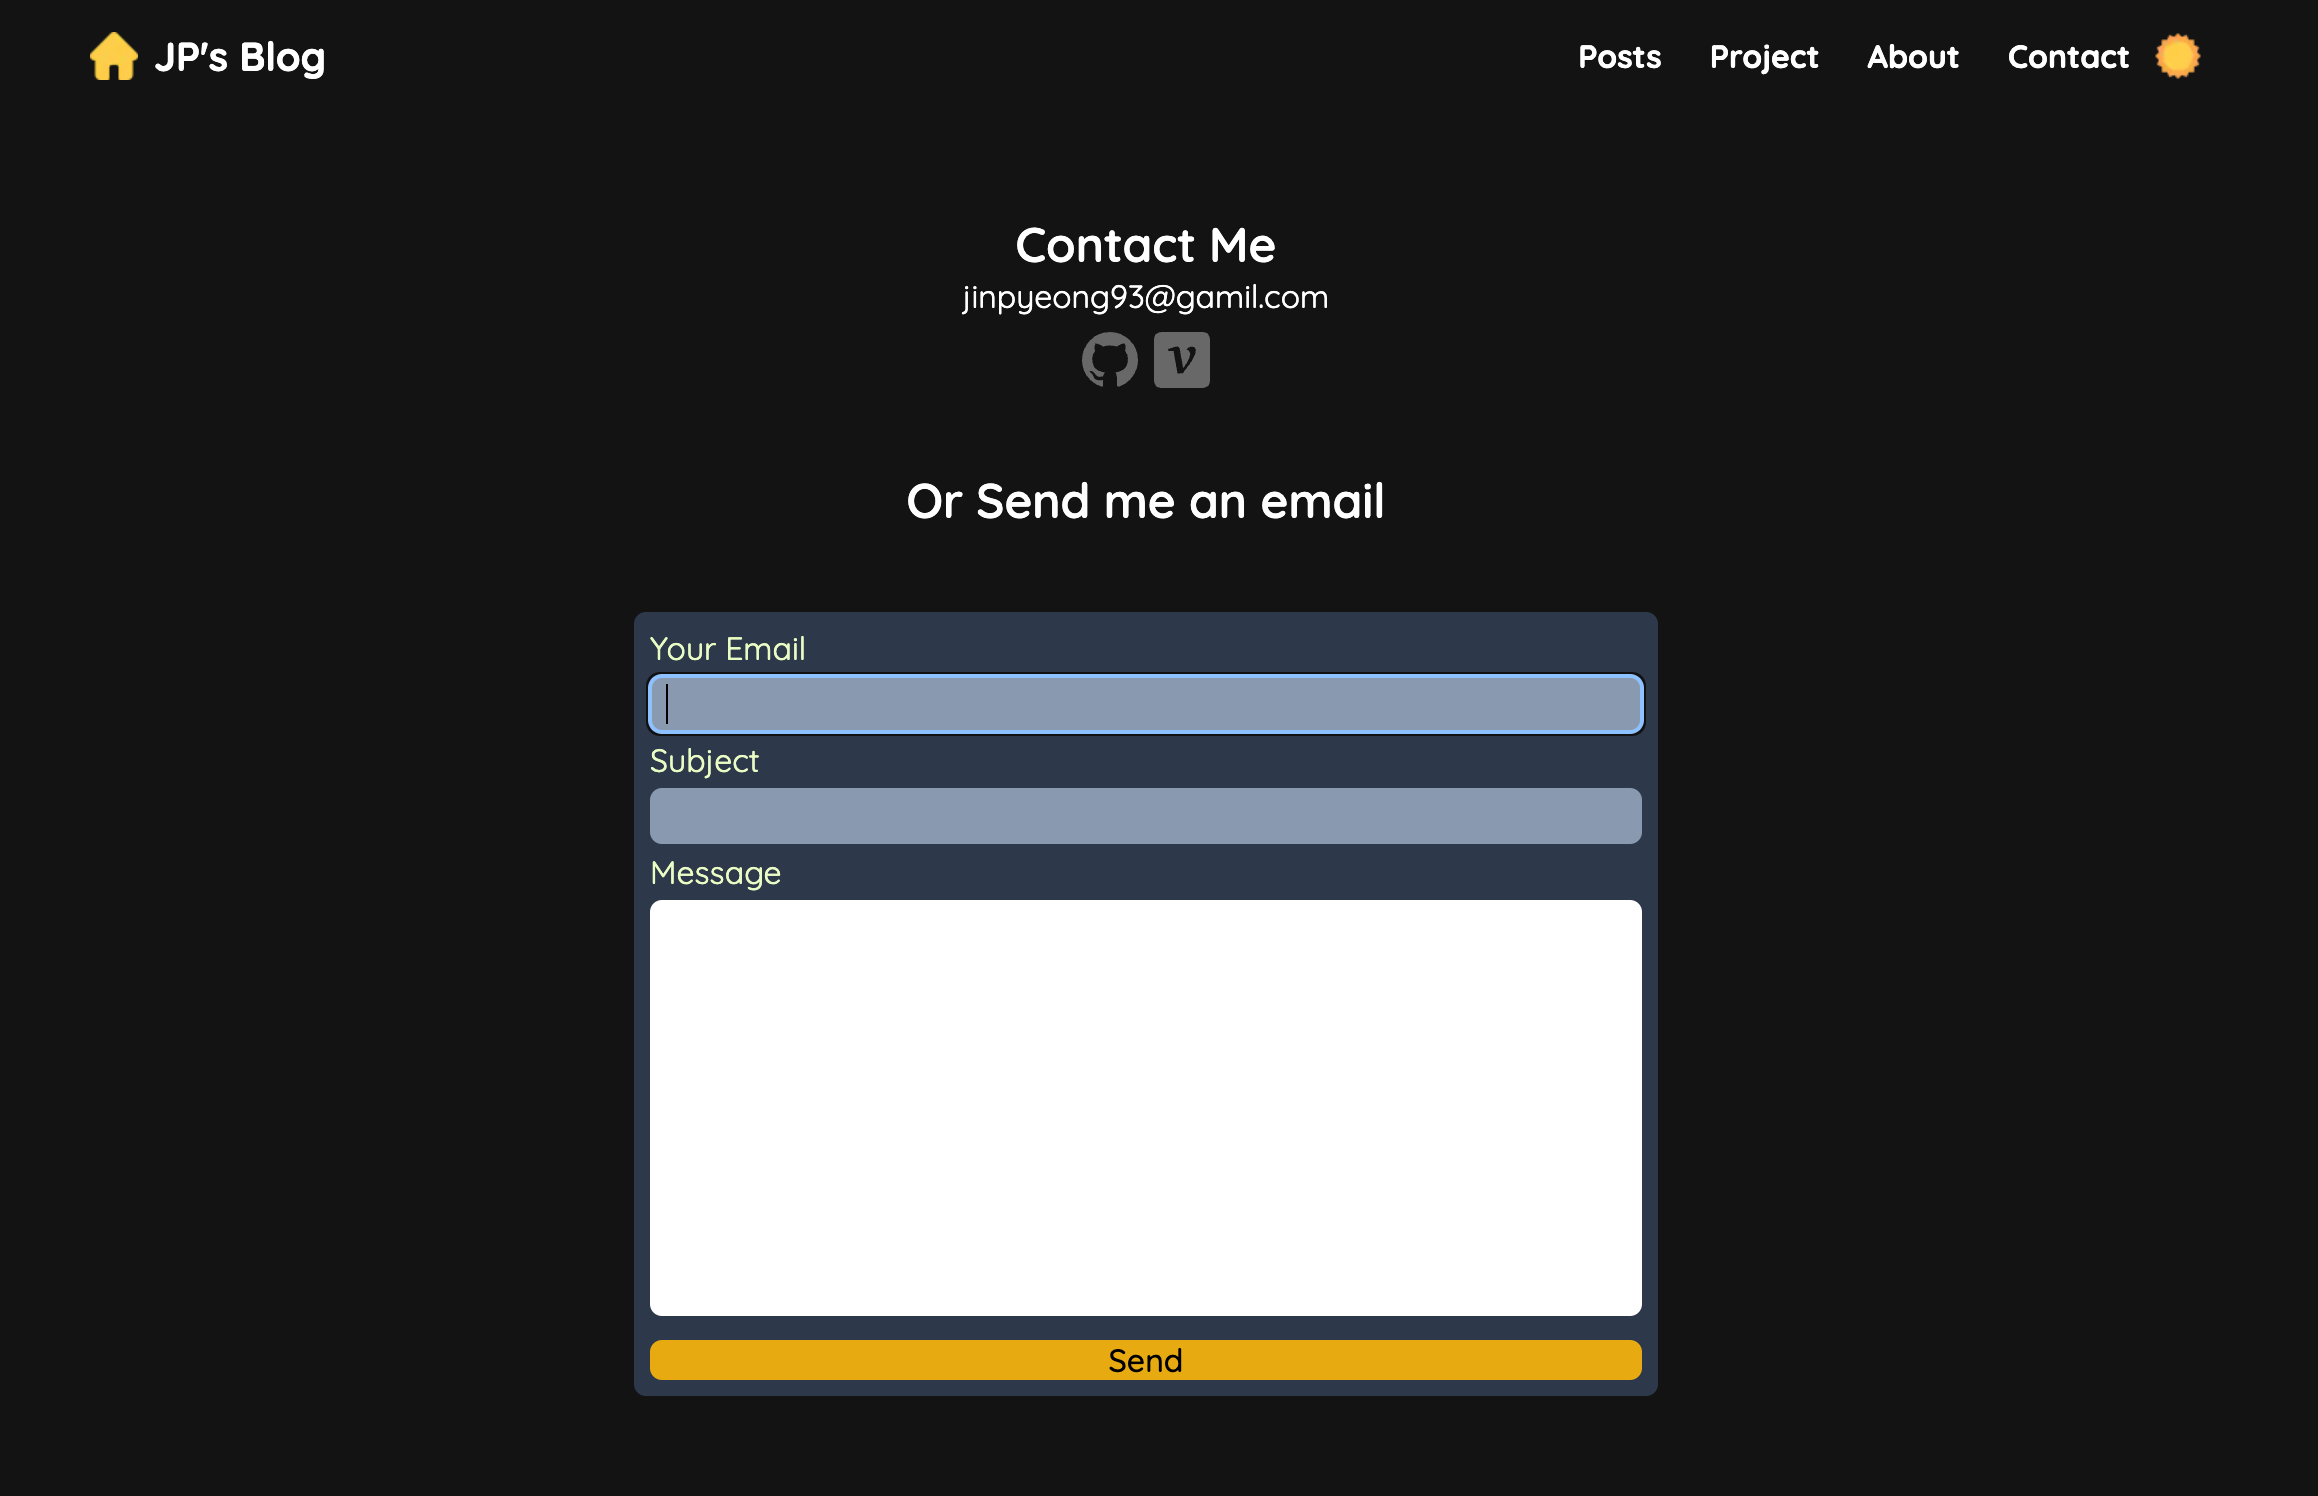 JP's Blog
Posts Project About Contact
Contact Me
jinpyeong93@gamil.com
v
Or Send me an email
Your Email
Subject
Message
Send